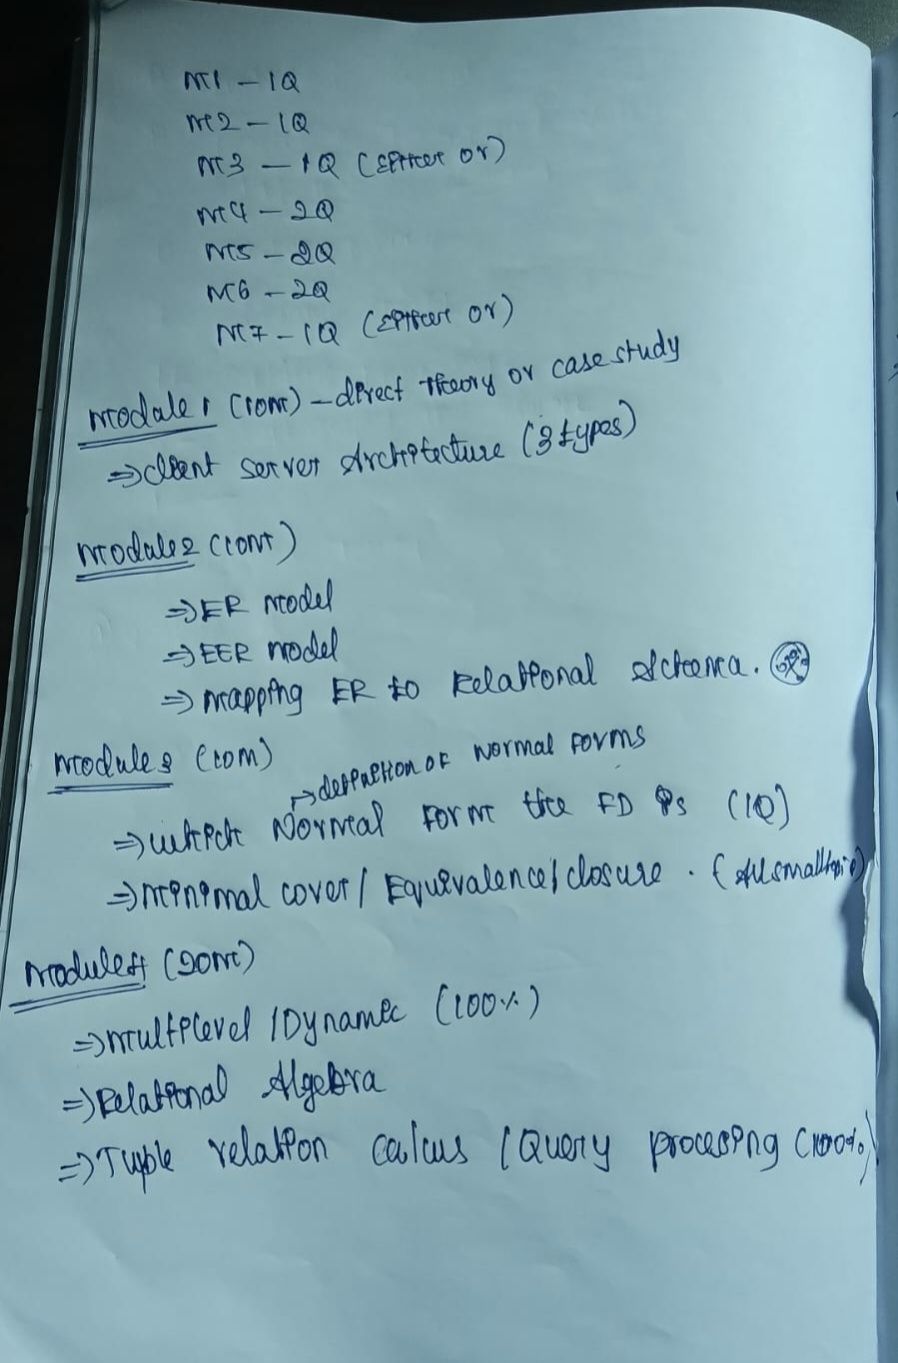 M1 - 1Q
M2 - 1Q
M3 - 1Q (Either or)
M4 - 2Q
M5 - 2Q
M6 - 2Q
M7 - 1Q (Either or)
Module 1 (10M) - direct Theory or case study
⇒ client server Architecture (3 types)
Module 2 (10M)
⇒ ER Model
⇒ EER Model
⇒ Mapping ER to Relational Schema.
Module 3 (10M)
↳ definition of Normal Forms
⇒ which Normal Form the FD is (1Q)
⇒ Minimal cover / Equivalence / closure . (All small topic)
Module 4 (20M)
⇒ Multilevel / Dynamic (100%)
⇒ Relational Algebra
⇒ Tuple relation calcus / Query processing (100%)